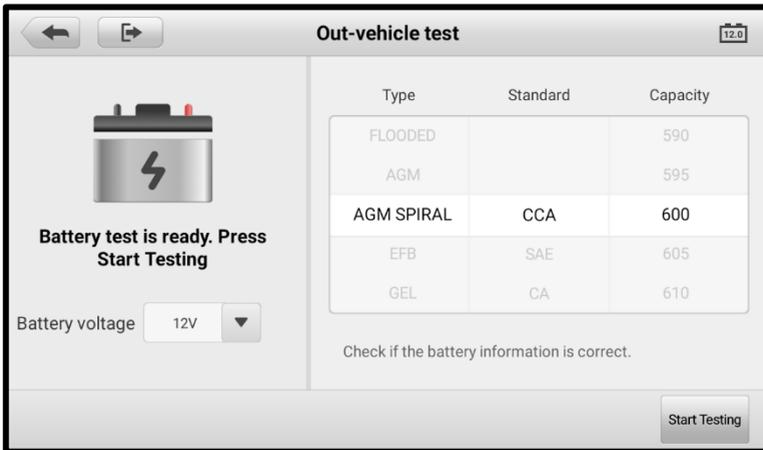 Out-vehicle test
12.0
Battery test is ready. Press
Start Testing
Battery voltage 12V
Type Standard Capacity
FLOODED 590
AGM 595
AGM SPIRAL CCA 600
EFB SAE 605
GEL CA 610
Check if the battery information is correct.
Start Testing